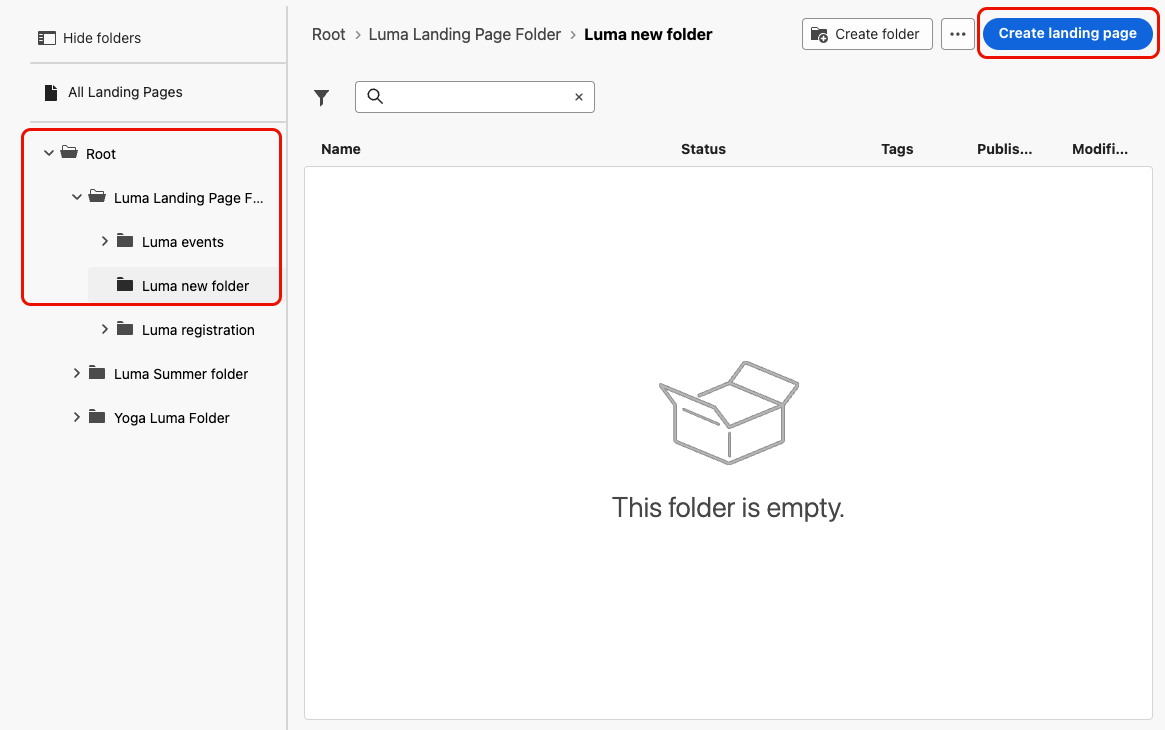 Hide folders
All Landing Pages
Root
Luma Landing Page F...
Luma events
Luma new folder
Luma registration
Luma Summer folder
Yoga Luma Folder
Root > Luma Landing Page Folder > Luma new folder
Create folder
Create landing page
Name Status Tags Publis... Modifi...
This folder is empty.